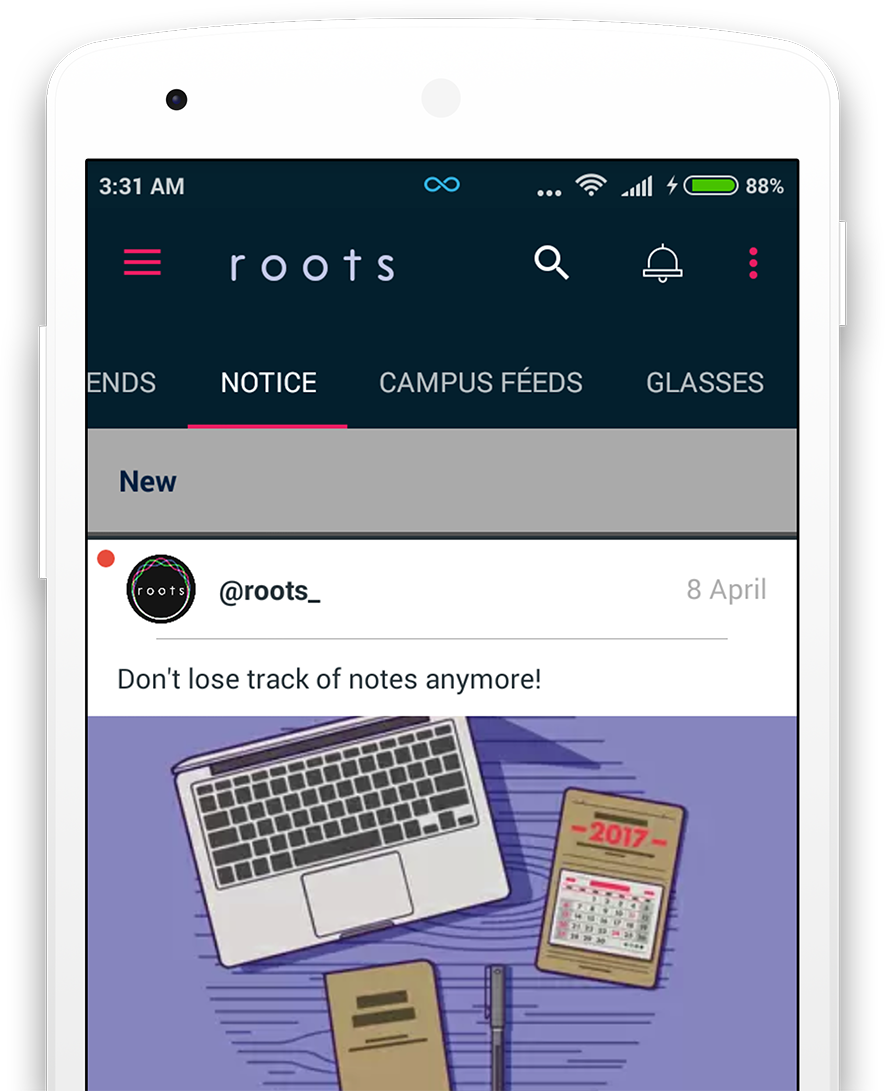 3:31 AM 88%
roots
ENDS NOTICE CAMPUS FÉEDS GLASSES
New
roots @roots_ 8 April
Don't lose track of notes anymore!
-2017-